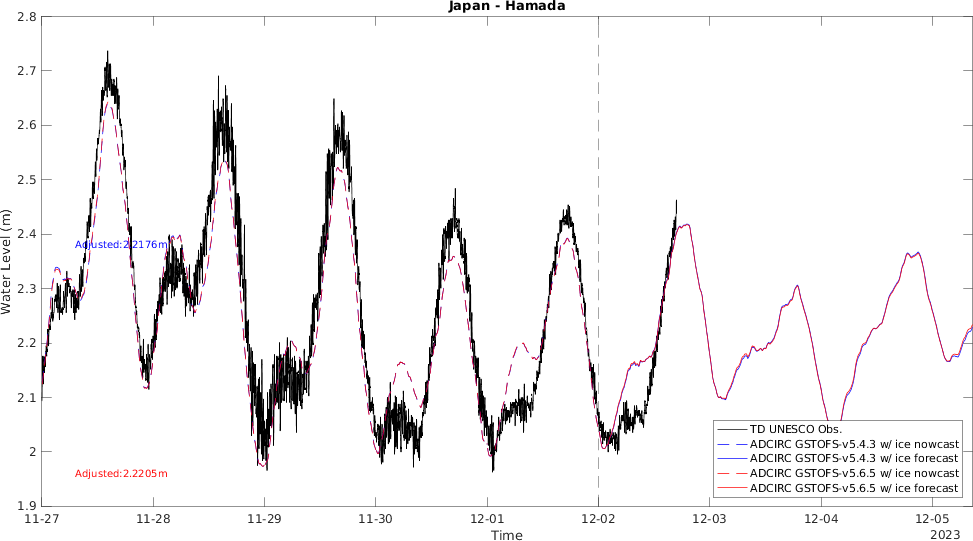 Japan - Hamada
2.8
2.7
2.6
2.5
2.4
2.3
2.2
2.1
2
1.9
Water Level (m)
Adjusted:2.2176m
Adjusted:2.2205m
TD UNESCO Obs.
ADCIRC GSTOFS-v5.4.3 w/ ice nowcast
ADCIRC GSTOFS-v5.4.3 w/ ice forecast
ADCIRC GSTOFS-v5.6.5 w/ ice nowcast
ADCIRC GSTOFS-v5.6.5 w/ ice forecast
11-27 11-28 11-29 11-30 12-01 12-02 12-03 12-04 12-05
Time
2023